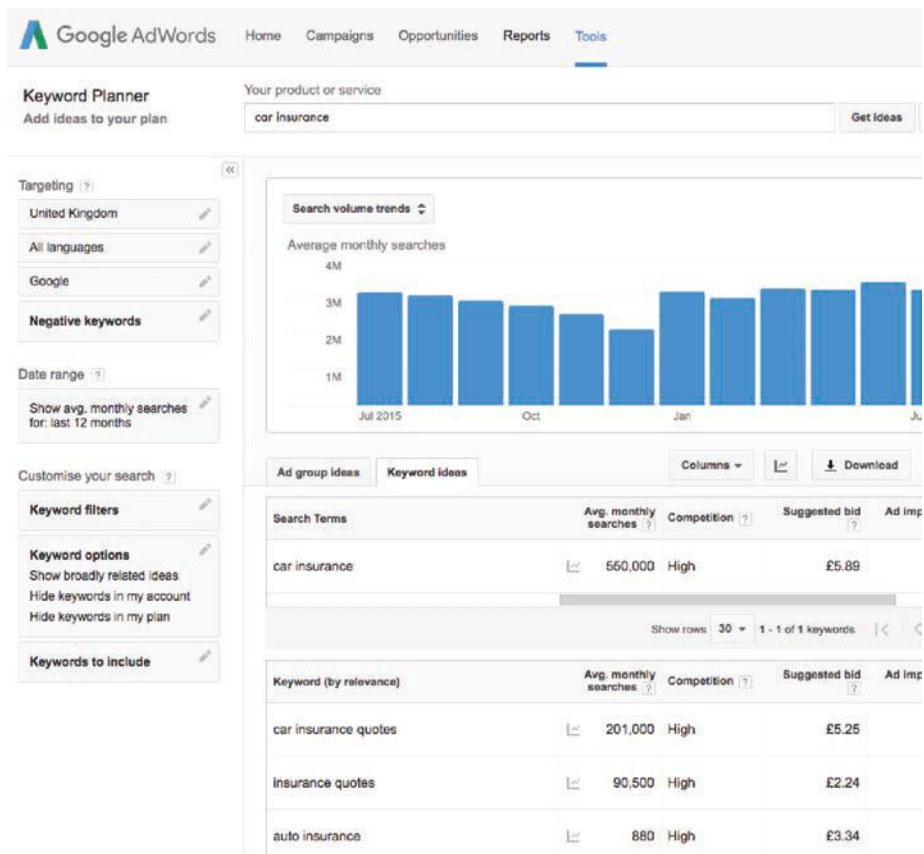 Google AdWords Home Campaigns Opportunities Reports Tools
Keyword Planner
Add ideas to your plan
Your product or service
car insurance
Get ideas
«
Targeting ?
United Kingdom
All languages
Google
Negative keywords
Date range ?
Show avg. monthly searches
for: last 12 months
Customise your search ?
Keyword filters
Keyword options
Show broadly related ideas
Hide keywords in my account
Hide keywords in my plan
Keywords to include
Search volume trends
Average monthly searches
4M
3M
2M
1M
Jul 2015 Oct Jan
Ad group ideas Keyword ideas Columns Download
Search Terms Avg. monthly searches ? Competition ? Suggested bid ? Ad
car insurance 550,000 High £5.89
Show rows 30 1 - 1 of 1 keywords
Keyword (by relevance) Avg. monthly searches ? Competition ? Suggested bid ? Ad
car insurance quotes 201,000 High £5.25
insurance quotes 90,500 High £2.24
auto insurance 880 High £3.34